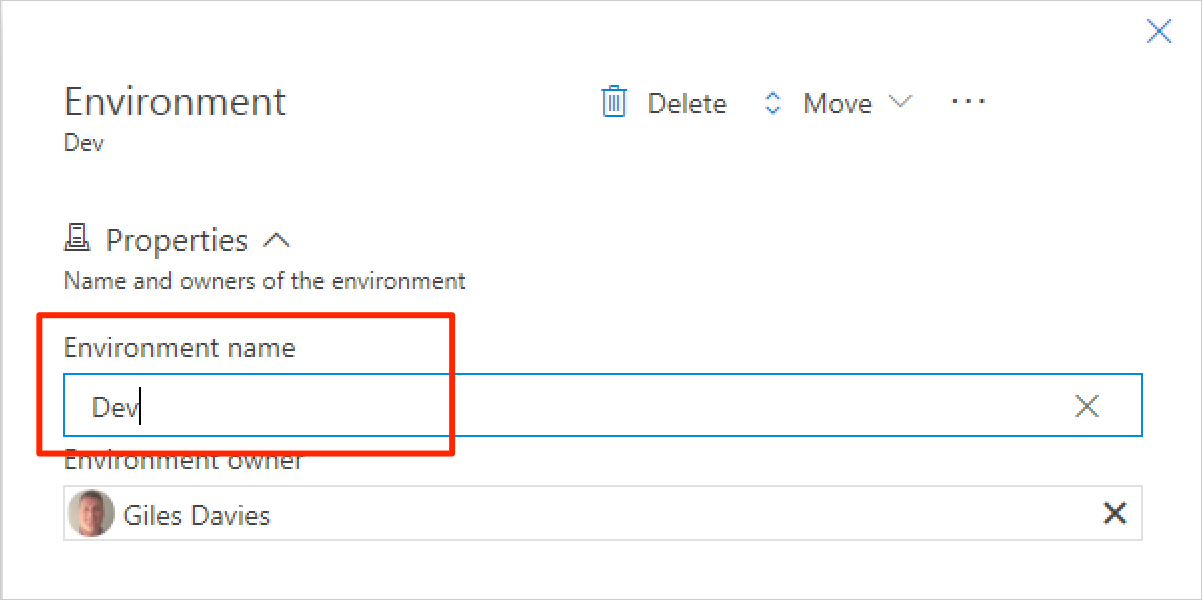 Environment
Delete
Move
Dev
Properties
Name and owners of the environment
Environment name
Dev
Environment owner
Giles Davies